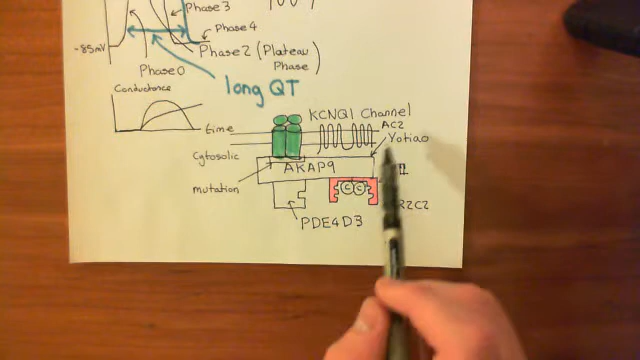 Phase 3
Phase 4
-85mV
Phase 2 (Plateau
Phase)
Phase 0
long QT
Conductance
KCNQ1 Channel
time
AC2
Yotiao
Cytosolic
AKAP9
mutation
R2C2
PDE4D3
C C